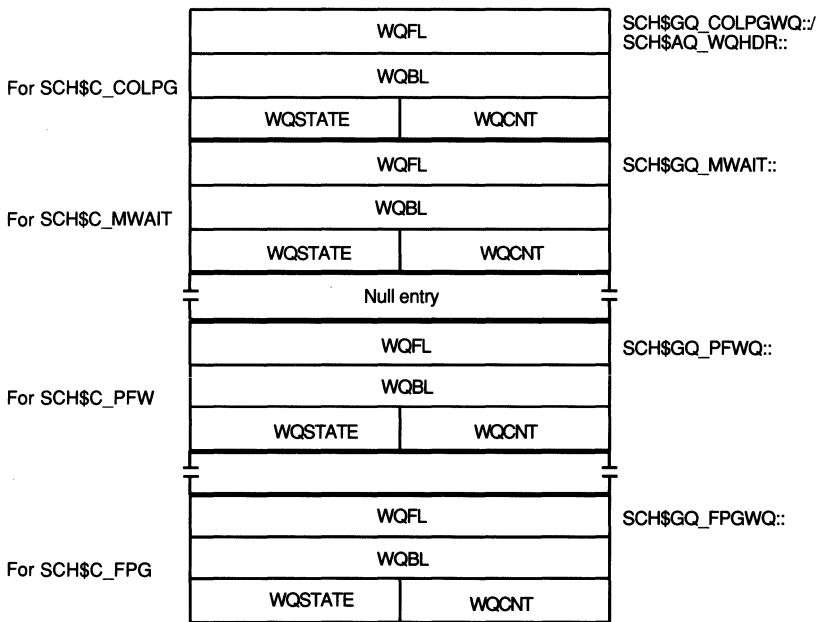 WQFL SCH$GQ_COLPGWQ::/
SCH$AQ_WQHDR::
For SCH$C_COLPG WQBL
WQSTATE WQCNT
WQFL SCH$GQ_MWAIT::
For SCH$C_MWAIT WQBL
WQSTATE WQCNT
Null entry
WQFL SCH$GQ_PFWQ::
For SCH$C_PFW WQBL
WQSTATE WQCNT
WQFL SCH$GQ_FPGWQ::
For SCH$C_FPG WQBL
WQSTATE WQCNT